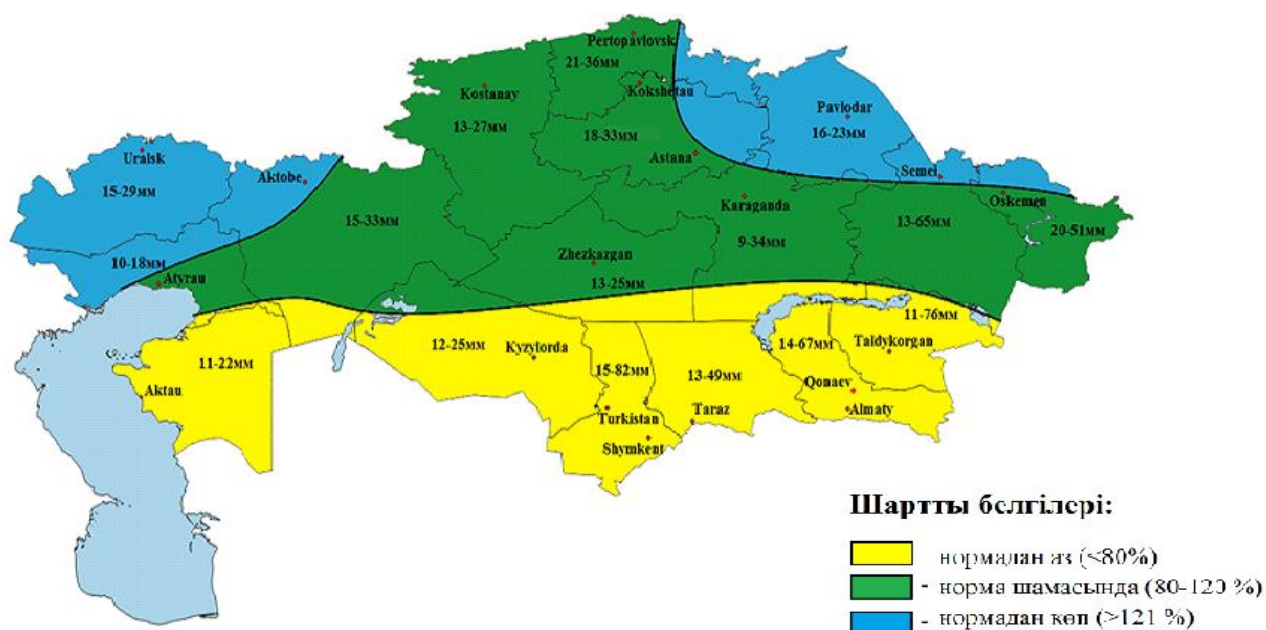 Pertopavlovsk
21-36мм
Kostanay
Kokshetau
13-27мм
18-33мм
Astana
Pavlodar
16-23мм
Uralsk
15-29мм
Aktobe
Semei
Oskemen
15-33мм
Karaganda
13-65мм
20-51мм
9-34мм
10-18мм
Atyrau
Zhezkazgan
13-25мм
11-76мм
12-25мм
Kyzylorda
14-67мм
Taldykorgan
11-22мм
15-82мм
13-49мм
Qonaev
Aktau
Turkistan
Taraz
Almaty
Shymkent
Шартты белгілері:
- нормадан аз (<80%)
- норма шамасында (80-120 %)
- нормадан көп (>121 %)